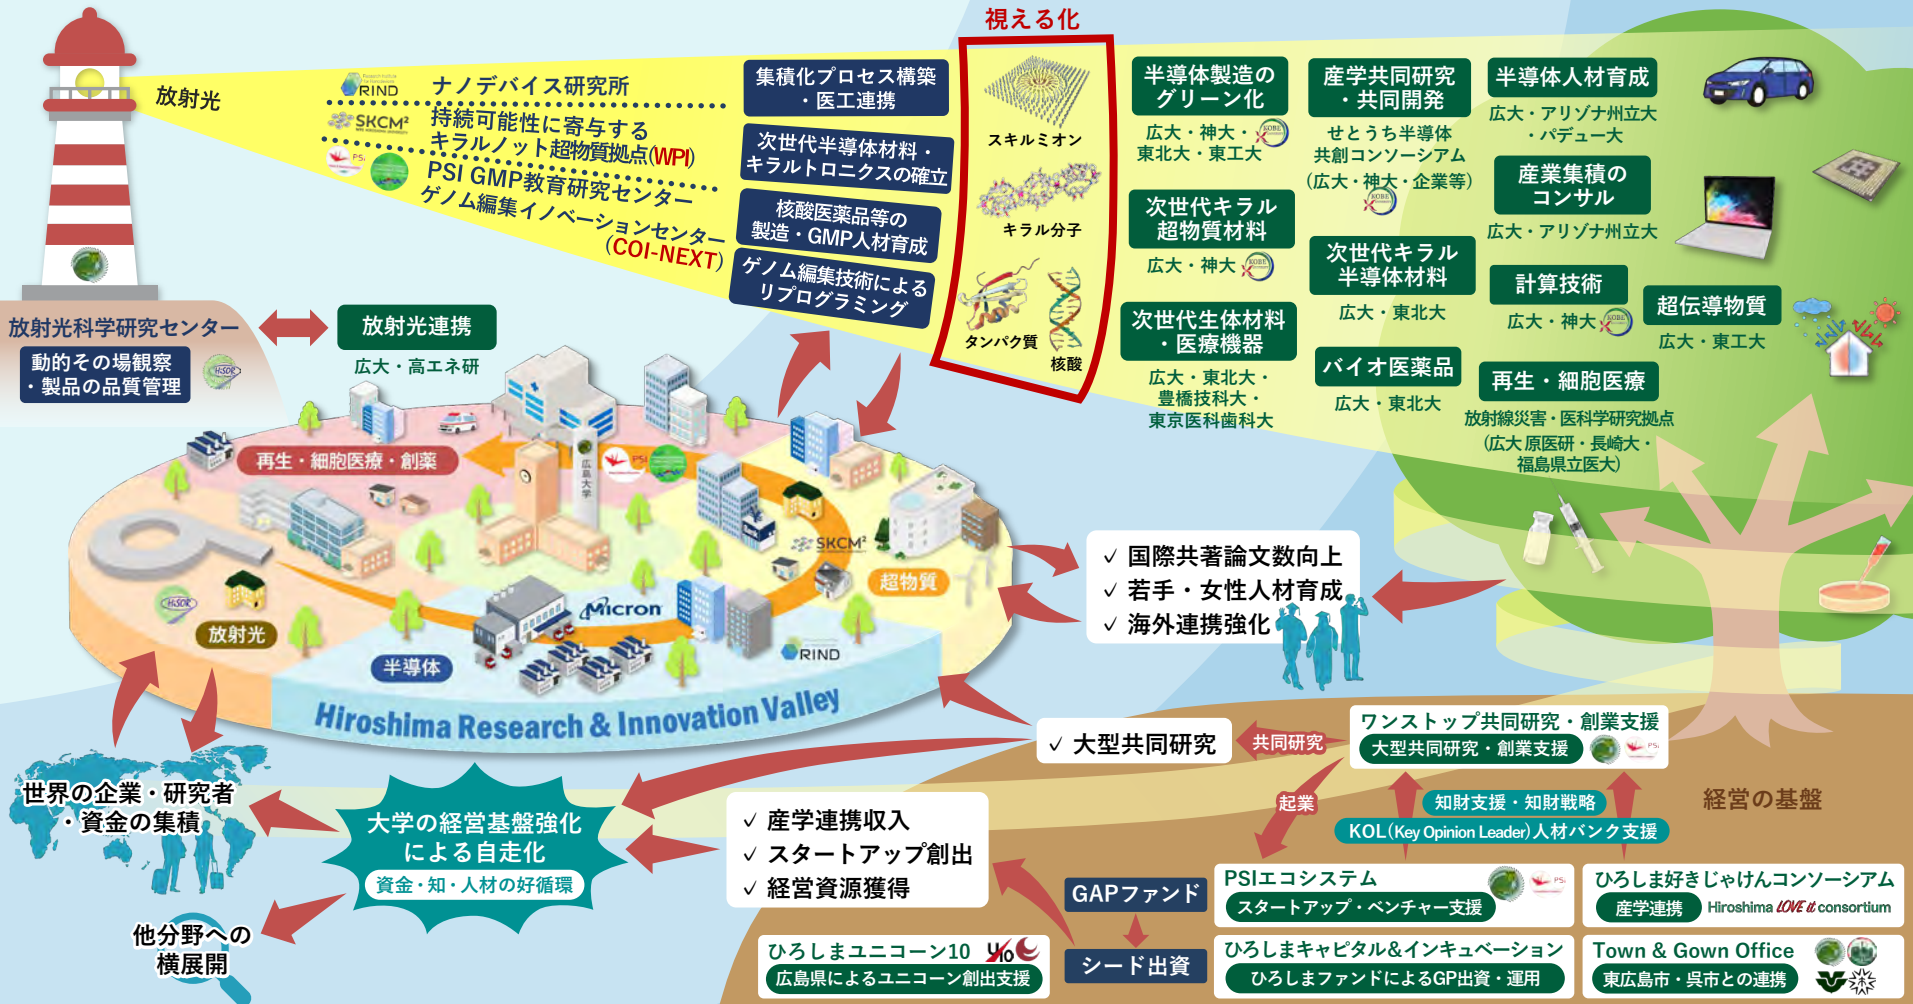 視える化
放射光
RIND
ナノデバイス研究所
SKCM²
持続可能性に寄与する
キラルノット超物質拠点(WPI)
PSI
PSI GMP教育研究センター
ゲノム編集イノベーションセンター
(COI-NEXT)
集積化プロセス構築
・医工連携
次世代半導体材料・
キラルトロニクスの確立
核酸医薬品等の
製造・GMP人材育成
ゲノム編集技術による
リプログラミング
スキルミオン
キラル分子
タンパク質
核酸
半導体製造の
グリーン化
広大・神大・
KOBE
東北大・東工大
次世代キラル
超物質材料
広大・神大
KOBE
次世代生体材料
・医療機器
広大・東北大・
豊橋技科大・
東京医科歯科大
産学共同研究
・共同開発
せとうち半導体
共創コンソーシアム
(広大・神大・企業等)
KOBE
次世代キラル
半導体材料
広大・東北大
バイオ医薬品
広大・東北大
半導体人材育成
広大・アリゾナ州立大
・パデュー大
産業集積の
コンサル
広大・アリゾナ州立大
計算技術
広大・神大
KOBE
超伝導物質
広大・東工大
再生・細胞医療
放射線災害・医科学研究拠点
(広大 原医研・長崎大・
福島県立医大)
放射光科学研究センター
動的その場観察
・製品の品質管理
HiSOR
放射光連携
広大・高エネ研
再生・細胞医療・創薬
広島大学
PSI
SKCM²
超物質
HiSOR
放射光
Micron
半導体
RIND
Hiroshima Research & Innovation Valley
✓ 国際共著論文数向上
✓ 若手・女性人材育成
✓ 海外連携強化
✓ 大型共同研究
共同研究
ワンストップ共同研究・創業支援
大型共同研究・創業支援
PSI
起業
知財支援・知財戦略
KOL(Key Opinion Leader)人材バンク支援
経営の基盤
世界の企業・研究者
・資金の集積
大学の経営基盤強化
による自走化
資金・知・人材の好循環
他分野への
横展開
✓ 産学連携収入
✓ スタートアップ創出
✓ 経営資源獲得
GAPファンド
シード出資
PSIエコシステム
スタートアップ・ベンチャー支援
PSI
ひろしま好きじゃけんコンソーシアム
産学連携
Hiroshima LOVE it consortium
ひろしまユニコーン10
広島県によるユニコーン創出支援
ひろしまキャピタル&インキュベーション
ひろしまファンドによるGP出資・運用
Town & Gown Office
東広島市・呉市との連携